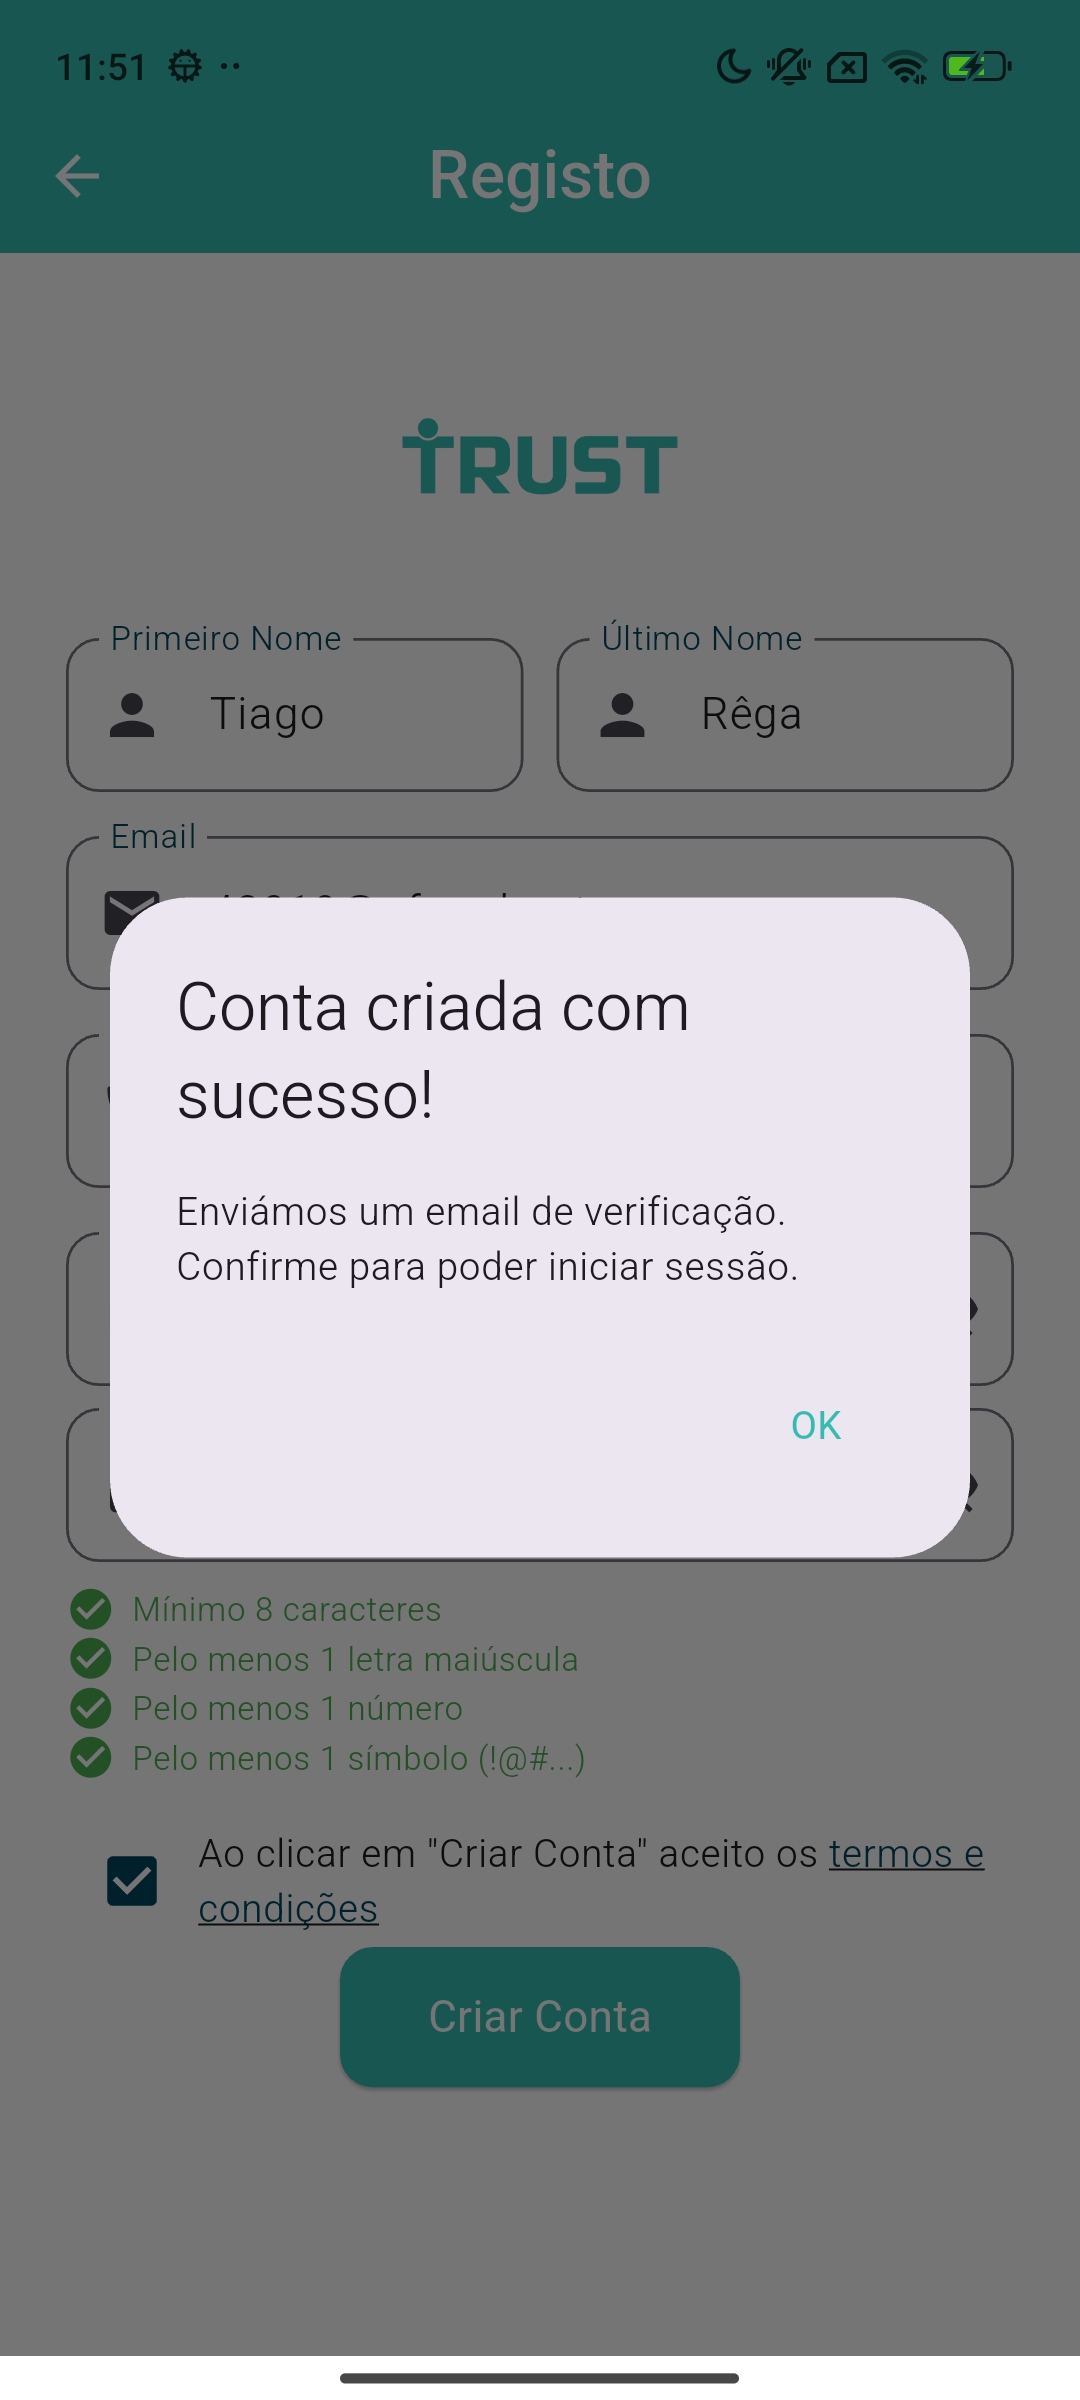 11:51
Registo
TRUST
Primeiro Nome
Último Nome
Tiago
Rêga
Email
Conta criada com
sucesso!
Enviámos um email de verificação.
Confirme para poder iniciar sessão.
OK
Mínimo 8 caracteres
Pelo menos 1 letra maiúscula
Pelo menos 1 número
Pelo menos 1 símbolo (!@#...)
Ao clicar em "Criar Conta" aceito os termos e
condições
Criar Conta